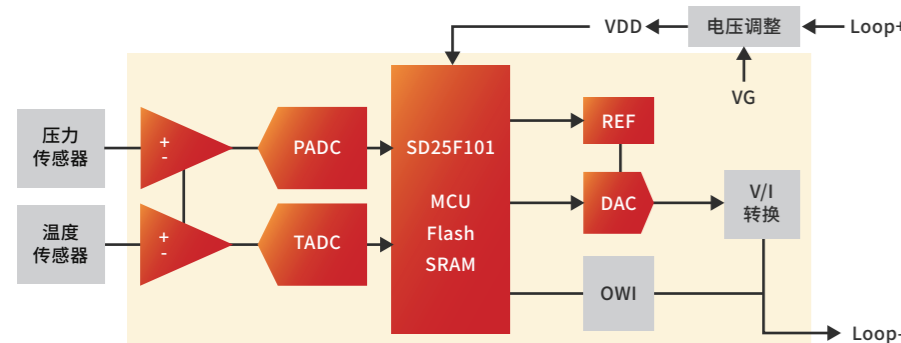 VDD
电压调整
Loop+
VG
压力
传感器
+
-
PADC
SD25F101
MCU
Flash
SRAM
REF
DAC
V/I
转换
温度
传感器
+
-
TADC
OWI
Loop-